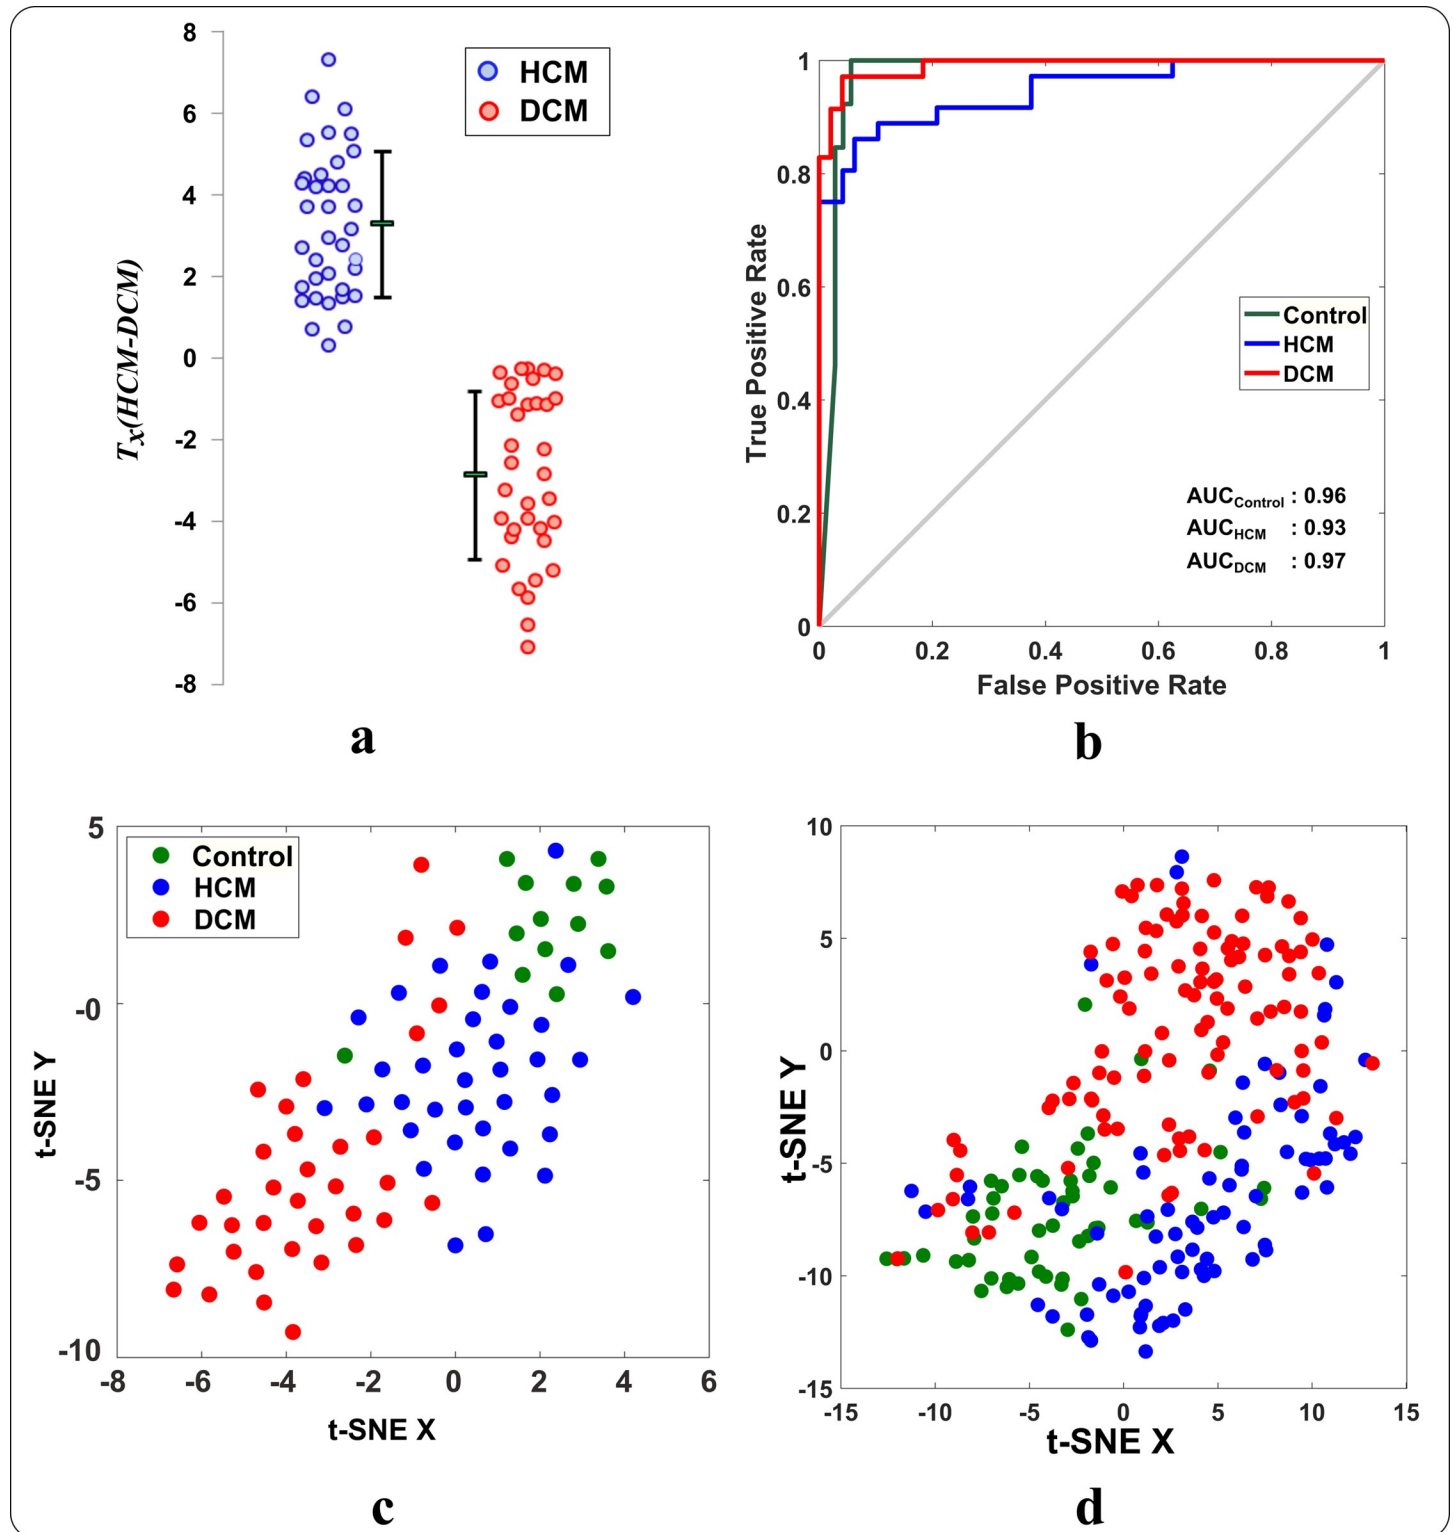 8
6
4
2
0
-2
-4
-6
-8
Tx(HCM-DCM)
HCM
DCM
a
1
0.8
0.6
0.4
0.2
0
0 0.2 0.4 0.6 0.8 1
True Positive Rate
False Positive Rate
Control
HCM
DCM
AUCControl : 0.96
AUCHCM : 0.93
AUCDCM : 0.97
b
5
-0
-5
-10
-8 -6 -4 -2 0 2 4 6
t-SNE Y
t-SNE X
Control
HCM
DCM
c
10
5
0
-5
-10
-15
-15 -10 -5 0 5 10 15
t-SNE Y
t-SNE X
d